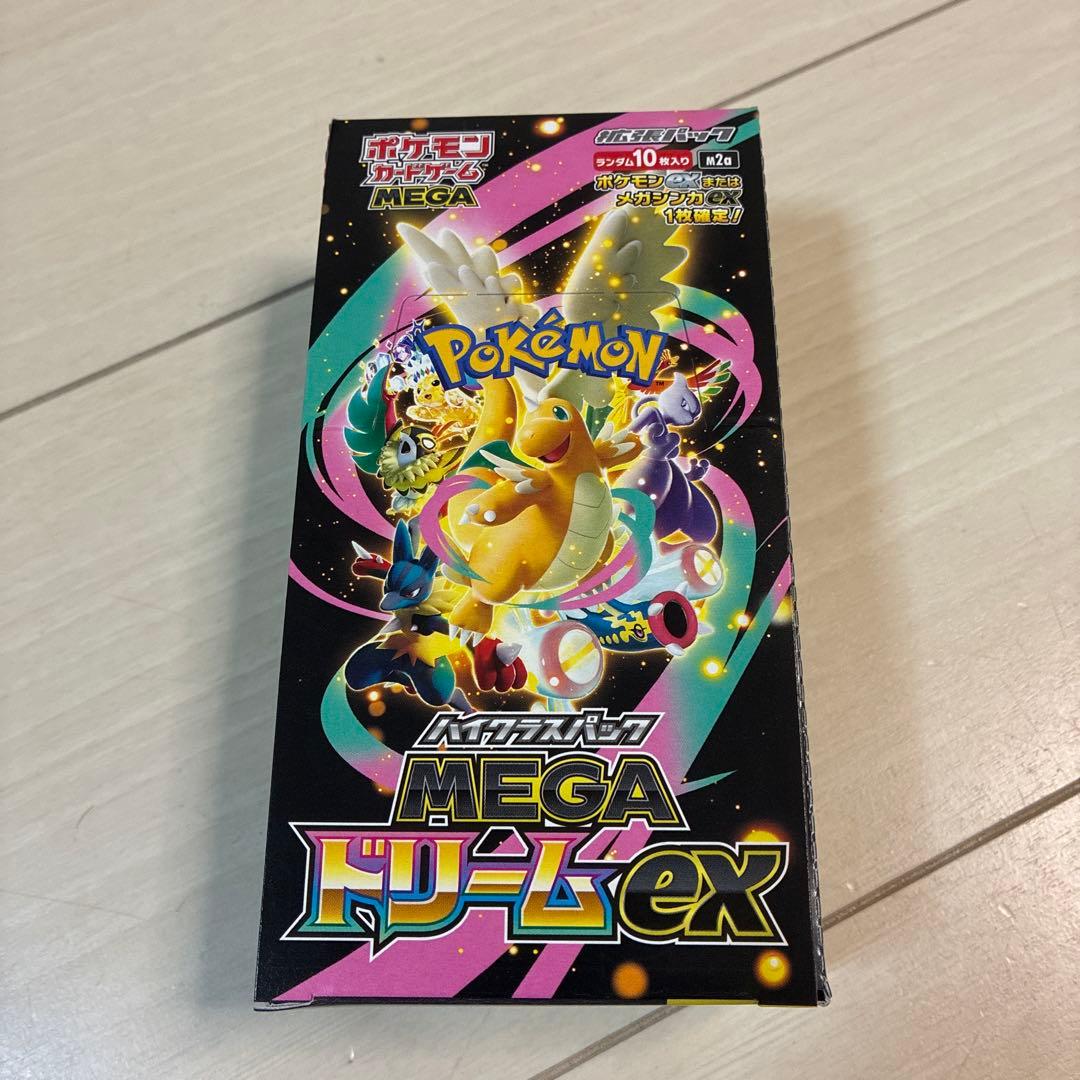 ポケモン
カードゲーム
MEGA
拡張パック
ランダム10枚入り M2a
ポケモンexまたは
メガシンカex
1枚確定!
POKéMON
TM
ハイクラスパック
MEGA
ドリームex